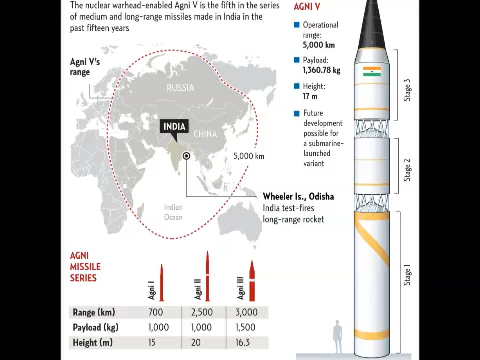 The nuclear warhead-enabled Agni V is the fifth in the series
of medium and long-range missiles made in India in the
past fifteen years
Agni V's
range
RUSSIA
INDIA
CHINA
5,000 km
Wheeler Is., Odisha
India test-fires
long-range rocket
Indian
Ocean
AGNI
MISSILE
SERIES
Agni I
Agni II
Agni III
Range (km) 700 2,500 3,000
Payload (kg) 1,000 1,000 1,500
Height (m) 15 20 16.3
AGNI V
Operational
range:
5,000 km
Payload:
1,360.78 kg
Height:
17 m
Future
development
possible for
a submarine-
launched
variant
Stage 3
Stage 2
Stage 1